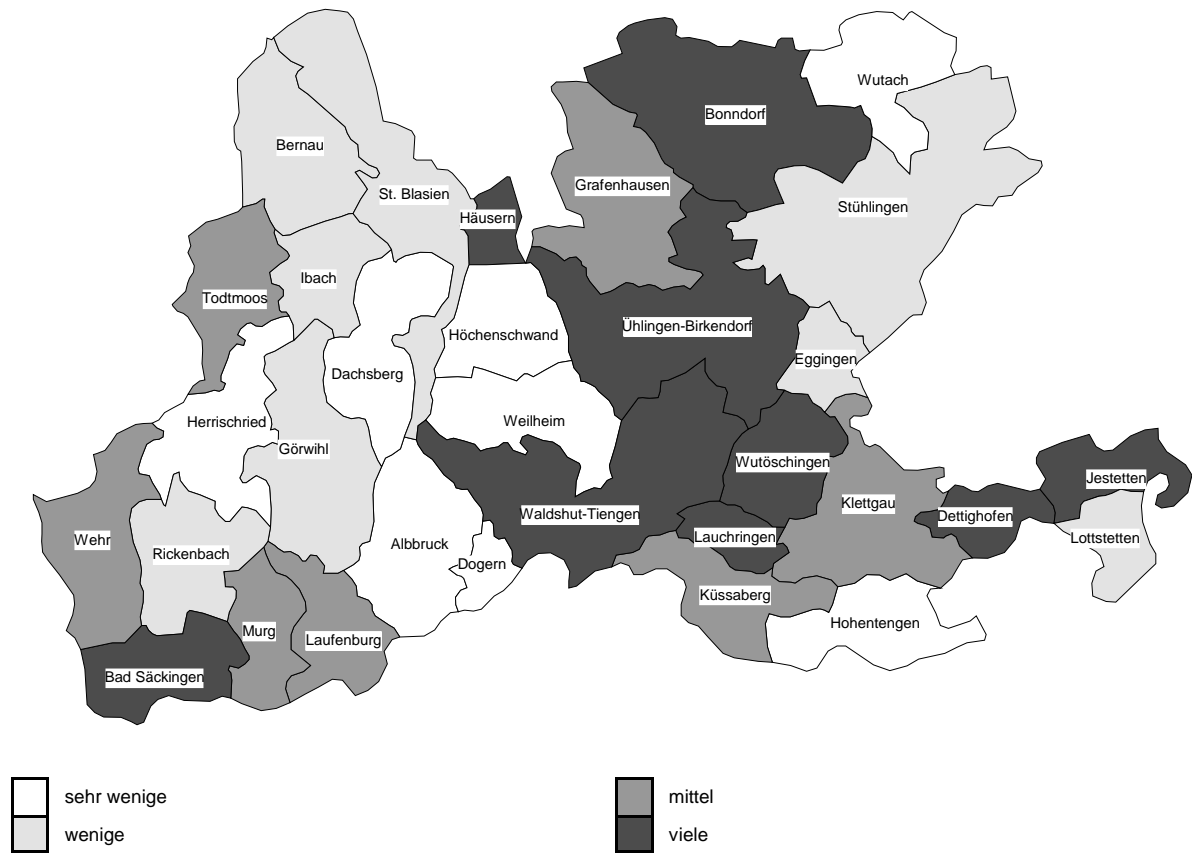 Wutach
Bonndorf
Bernau
Grafenhausen
St. Blasien
Stühlingen
Häusern
Ibach
Todtmoos
Ühlingen-Birkendorf
Höchenschwand
Eggingen
Dachsberg
Herrischried
Weilheim
Görwihl
Wutöschingen
Jestetten
Klettgau
Waldshut-Tiengen
Dettighofen
Wehr
Lauchringen
Lottstetten
Albbruck
Rickenbach
Dogern
Küssaberg
Hohentengen
Murg
Laufenburg
Bad Säckingen
sehr wenige
wenige
mittel
viele